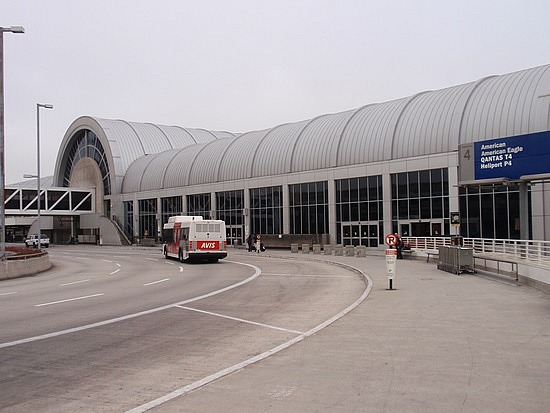 4
American
American Eagle
QANTAS T4
Heliport P4
AVIS